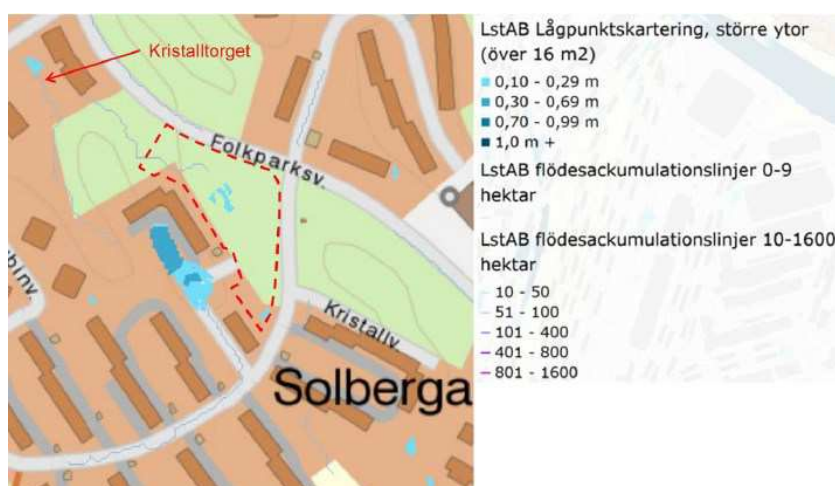 Kristalltorget
Folkparksv.
Kristallv.
Solberga
LstAB Lågpunktskartering, större ytor
(över 16 m2)
0,10 - 0,29 m
0,30 - 0,69 m
0,70 - 0,99 m
1,0 m +
LstAB flödesackumulationslinjer 0-9
hektar
LstAB flödesackumulationslinjer 10-1600
hektar
10 - 50
51 - 100
101 - 400
401 - 800
801 - 1600